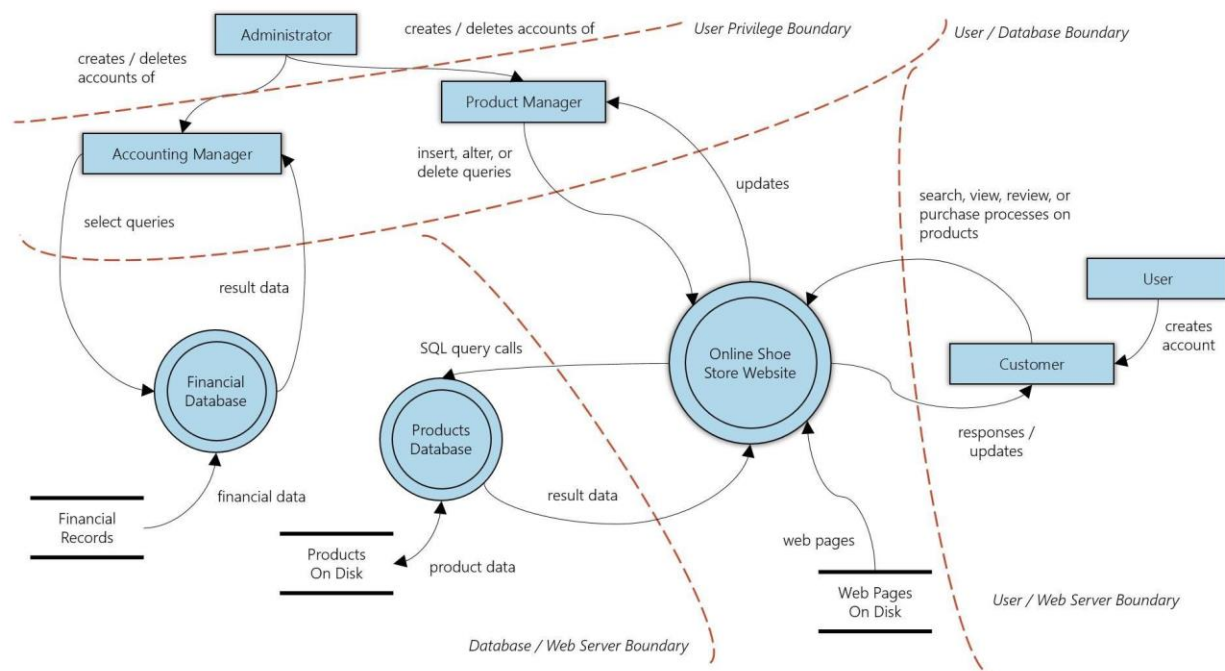 Administrator
creates / deletes accounts of
User Privilege Boundary
User / Database Boundary
creates / deletes
accounts of
Product Manager
Accounting Manager
insert, alter, or
delete queries
updates
search, view, review, or
purchase processes on
products
select queries
result data
User
creates
account
SQL query calls
Online Shoe
Store Website
Customer
Financial
Database
Products
Database
responses /
updates
financial data
result data
Financial
Records
web pages
Products
On Disk
product data
Web Pages
On Disk
User / Web Server Boundary
Database / Web Server Boundary